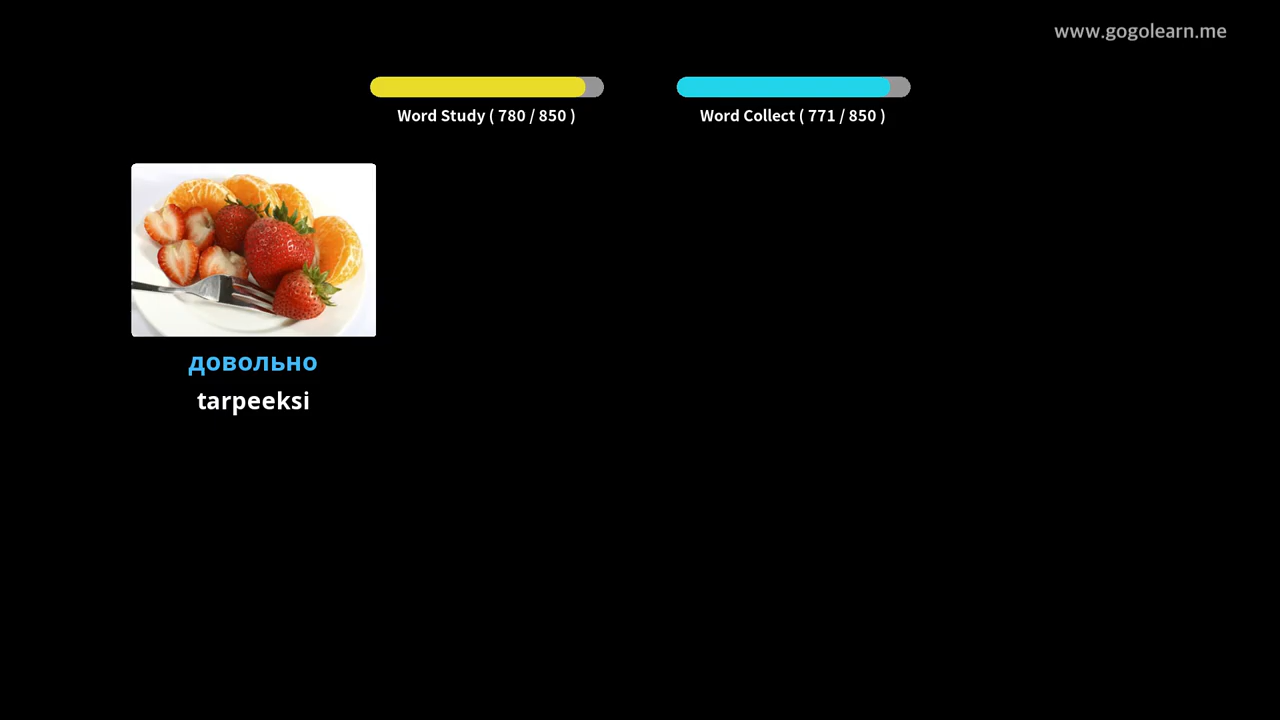 www.gogolearn.me
Word Study ( 780 / 850 )
Word Collect ( 771 / 850 )
довольно
tarpeeksi